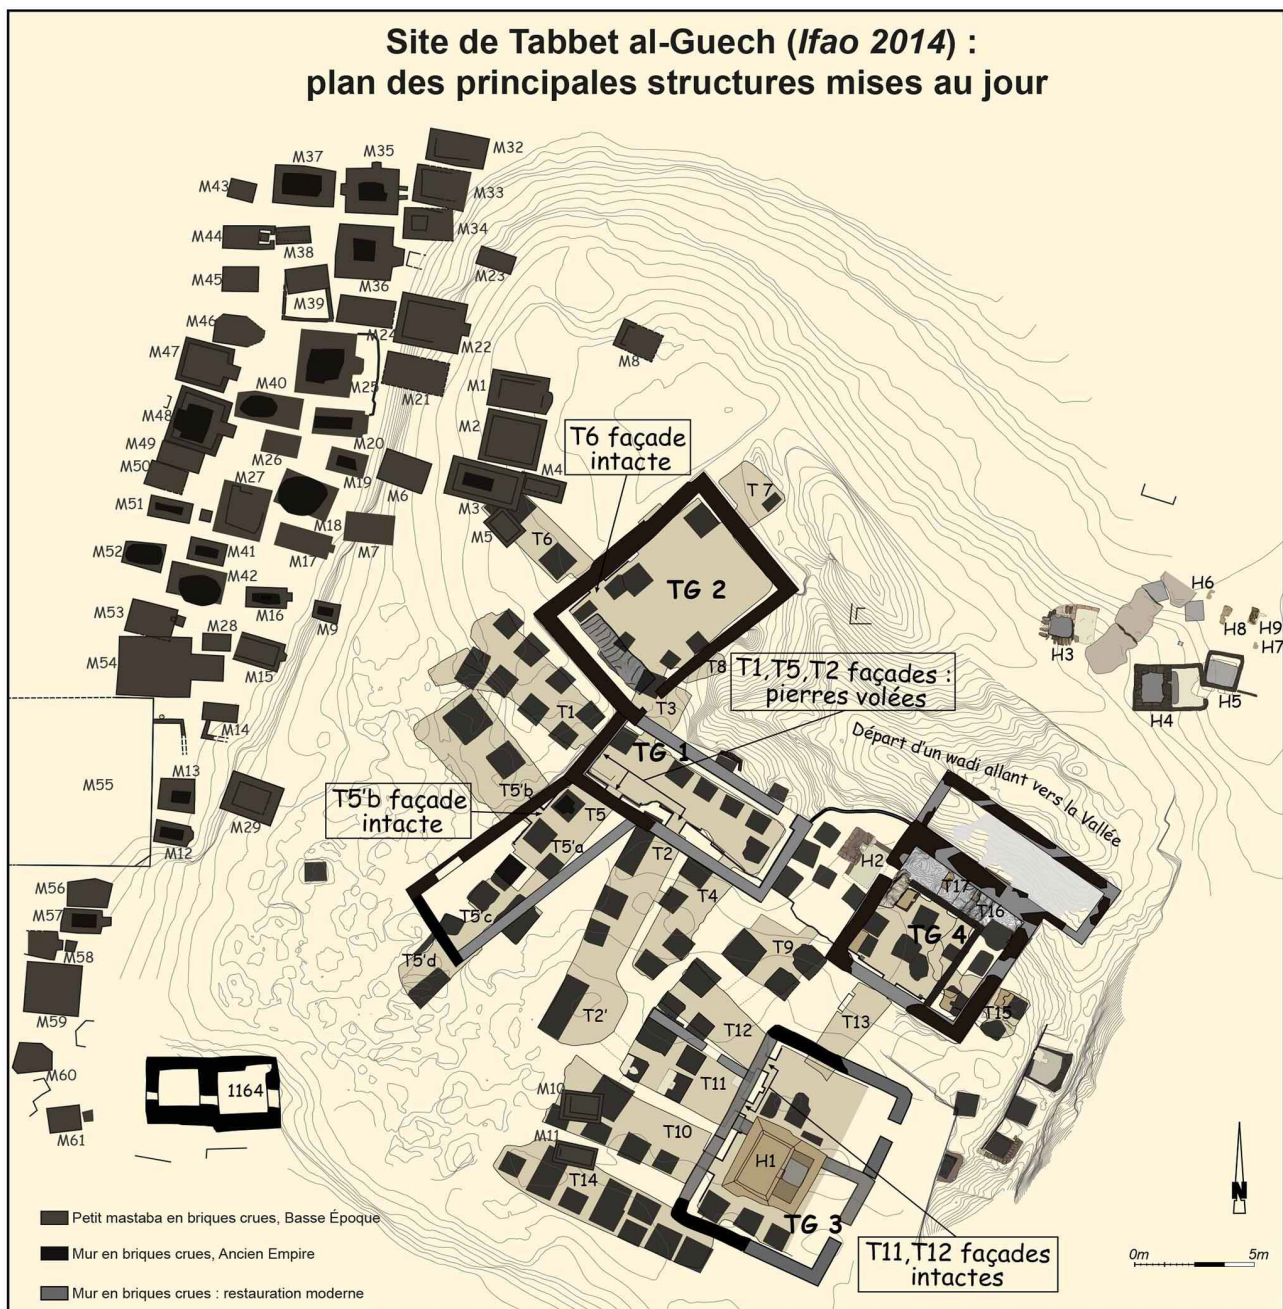 Site de Tabbet al-Guech (Ifao 2014) :
plan des principales structures mises au jour
M32
M35
M37
M43
M33
M44
M38
M34
M45
M36
M23
M39
M46
M24
M22
M8
M47
M40
M25
M21
M1
M48
M2
T6 façade
intacte
M49
M20
M50
M26
M19
M4
M27
M6
M3
T 7
M51
M18
M5
M7
T6
M52
M41
M17
M42
TG 2
H6
M53
M16
H8
H9
M28
M9
H3
H7
M54
M15
T8
T1,T5,T2 façades :
pierres volées
H5
H4
M14
T1
T3
TG 1
Départ d'un wadi allant vers la Vallée
M55
M13
T5'b
T5'b façade
intacte
M29
T5
M12
T5'a
T2
H2
M56
T4
T17
M57
T5'c
T16
TG 4
M58
T5'd
T9
M59
T2'
T12
T13
T15
M60
1164
M10
T11
M61
M11
T10
H1
T14
TG 3
T11,T12 façades
intactes
N
0m
5m
Petit mastaba en briques crues, Basse Époque
Mur en briques crues, Ancien Empire
Mur en briques crues : restauration moderne